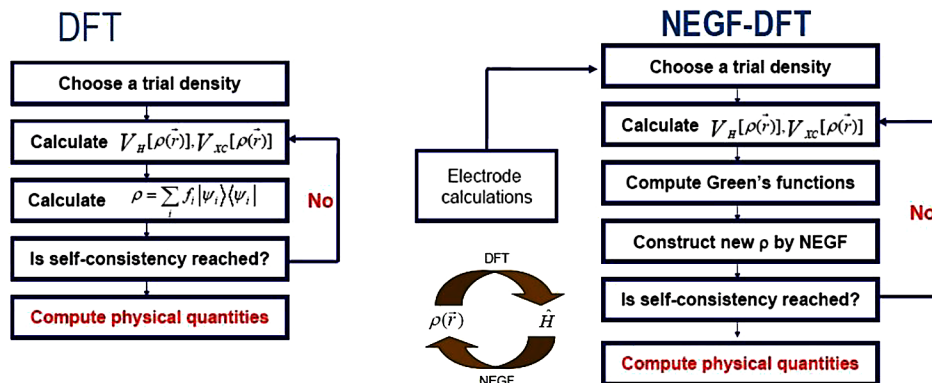 DFT
Choose a trial density
Calculate V_H[ρ(r⃗)], V_XC[ρ(r⃗)]
Calculate ρ = ∑_i f_i |ψ_i⟩⟨ψ_i|
No
Is self-consistency reached?
Compute physical quantities
NEGF-DFT
Choose a trial density
Calculate V_H[ρ(r⃗)], V_XC[ρ(r⃗)]
Electrode
calculations
Compute Green's functions
No
Construct new ρ by NEGF
Is self-consistency reached?
Compute physical quantities
DFT
ρ(r⃗)
Ĥ
NEGF